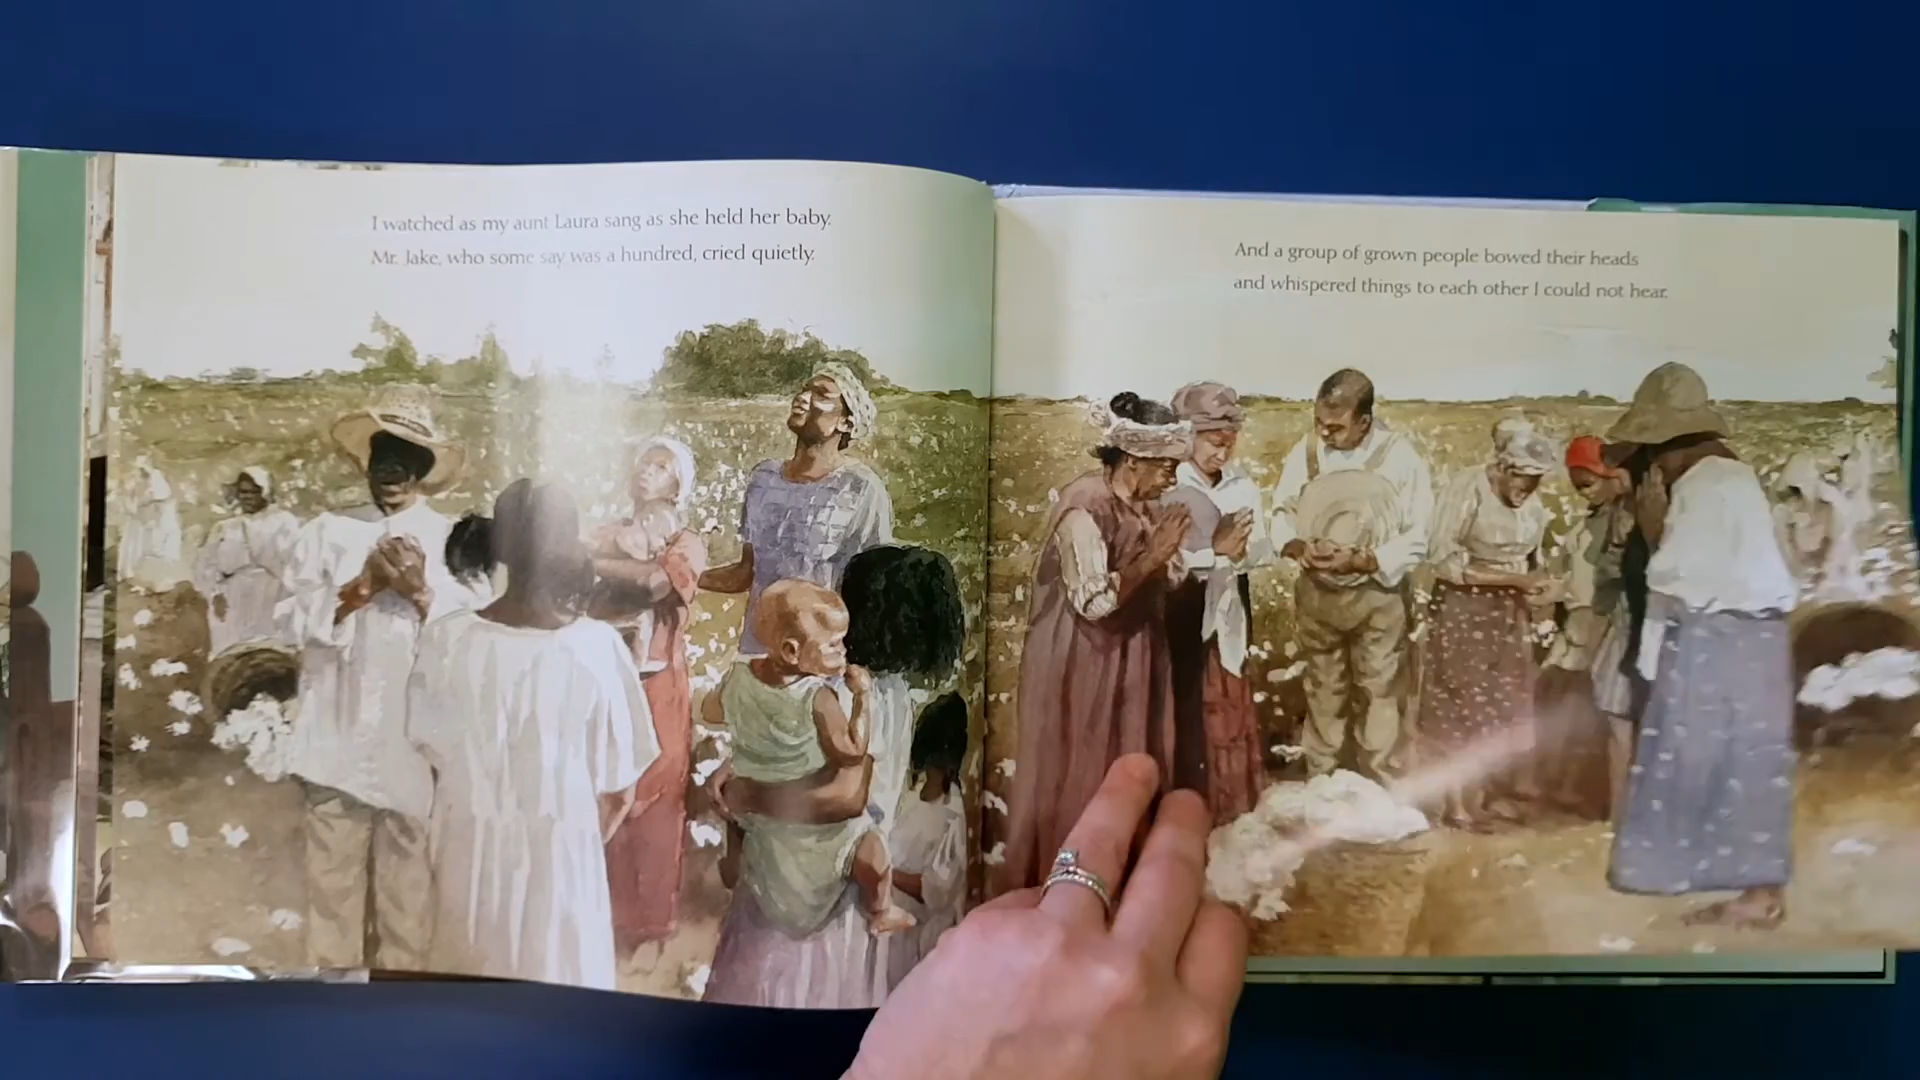 I watched as my aunt Laura sang as she held her baby.
Mr. Jake, who some say was a hundred, cried quietly.
And a group of grown people bowed their heads
and whispered things to each other I could not hear.